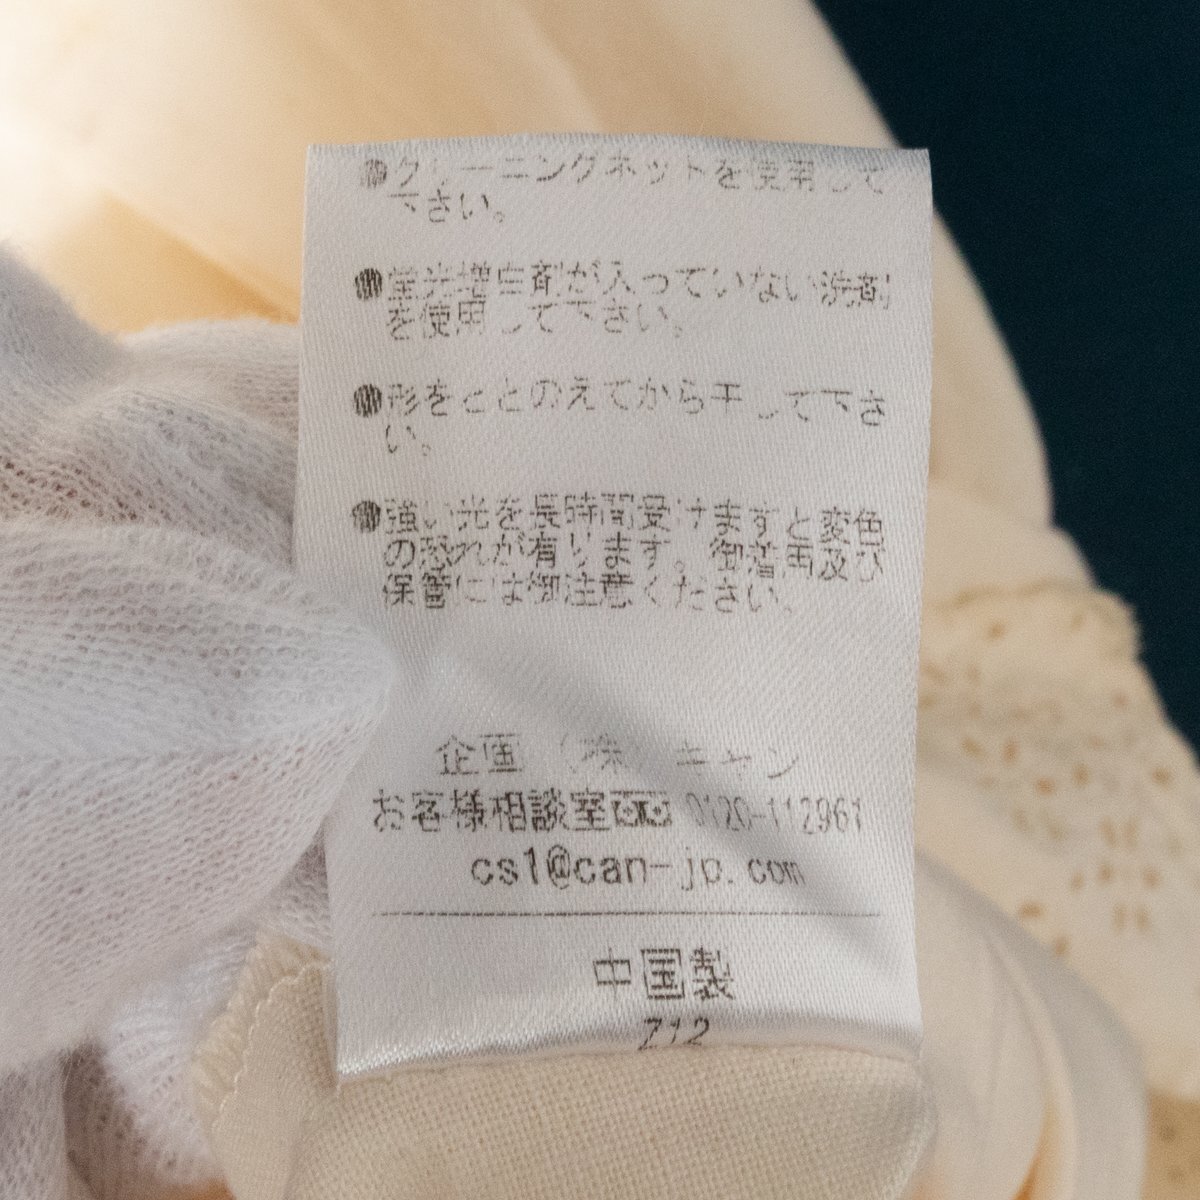 ●クリーニングネットを使用して
下さい。
●蛍光増白剤が入っていない洗剤
を使用して下さい。
●形をととのえてから干して下さ
い。
●強い光を長時間受けますと変色
の恐れが有ります。御着用及び
保管には御注意ください。
企画 (株) キャン
お客様相談室 0120-112961
cs1@can-jp.com
中国製
Z12